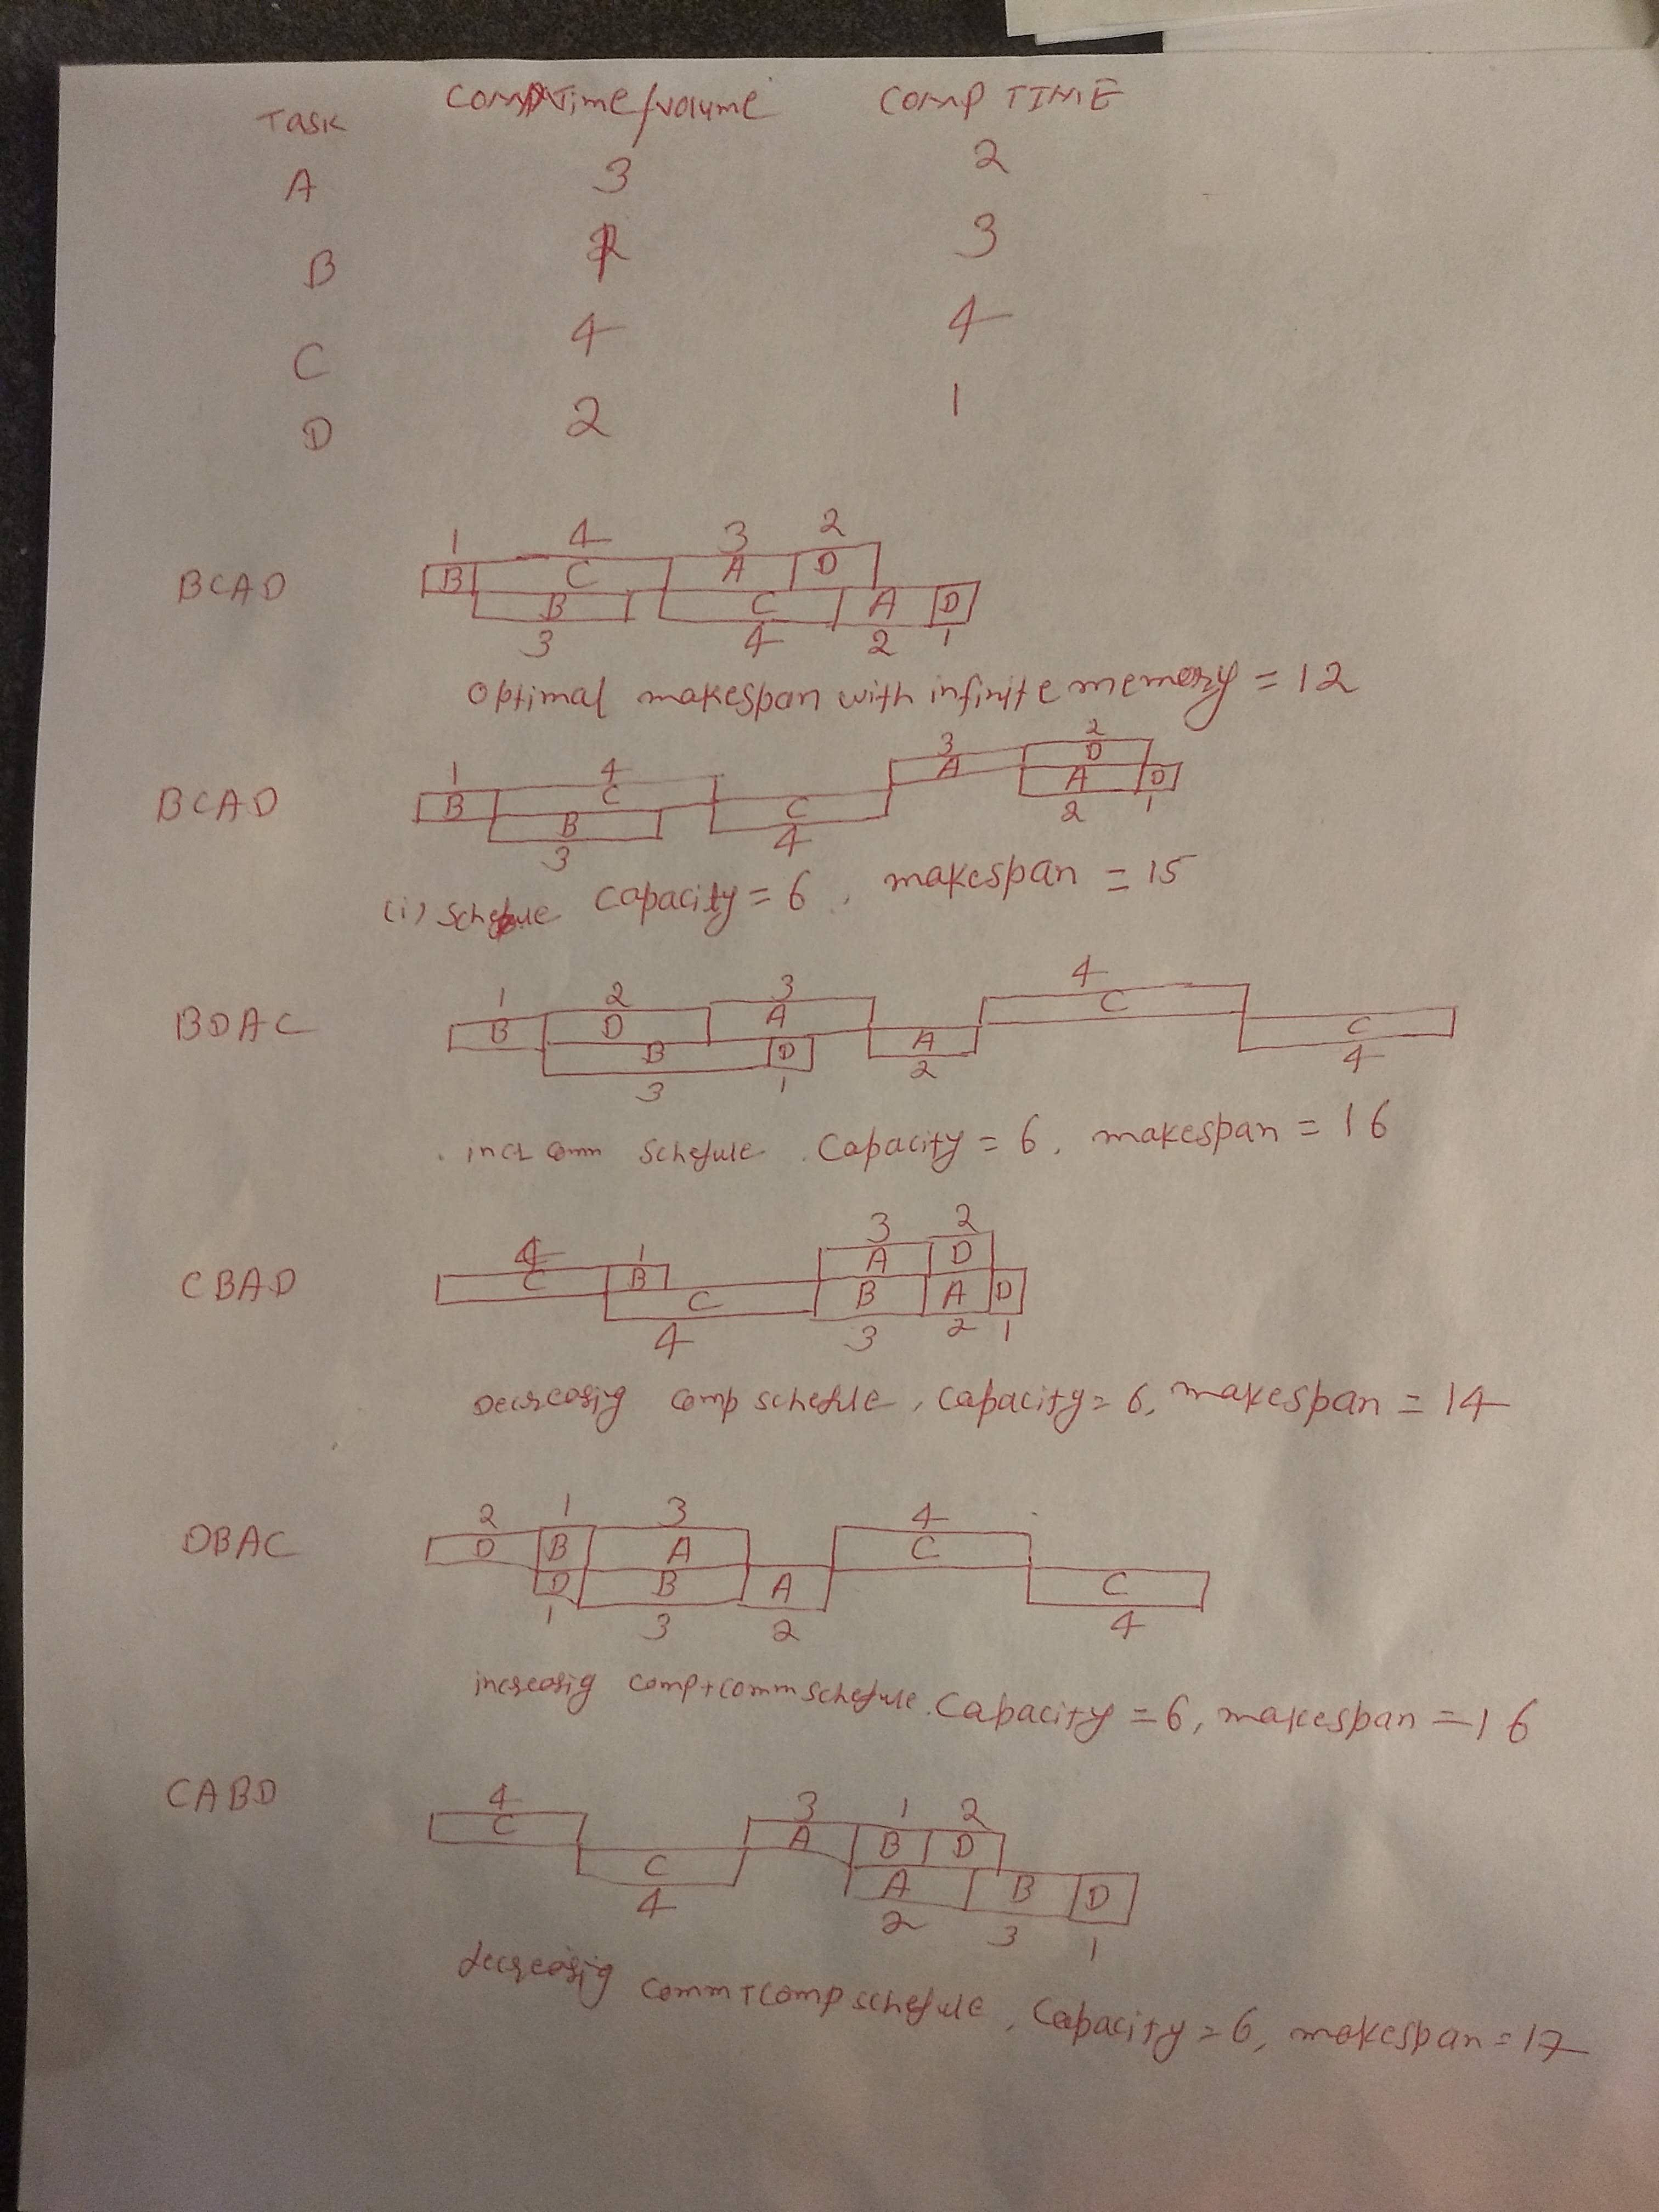 Task Comm Time/volume COMP TIME
A 3 2
B 1 3
C 4 4
D 2 1
1 4 3 2
BCAD B C A D
B C A D
3 4 2 1
Optimal makespan with infinite memory = 12
1 4 3 2
BCAD B C A D
B C A D
3 4 2 1
(i) Schedule Capacity = 6, makespan = 15
1 2 3 4
BDAC B D A C
B D A C
3 1 2 4
incr comm schedule. Capacity = 6, makespan = 16
4 1 3 2
CBAD C B A D
C B A D
4 3 2 1
Decreasig comp schedule, Capacity = 6, makespan = 14
2 1 3 4
DBAC D B A C
D B A C
1 3 2 4
increasig comp+comm schedule. Capacity = 6, makespan = 16
4 3 1 2
CABD C A B D
C A B D
4 2 3 1
decreasig comm+comp schedule, Capacity = 6, makespan = 17